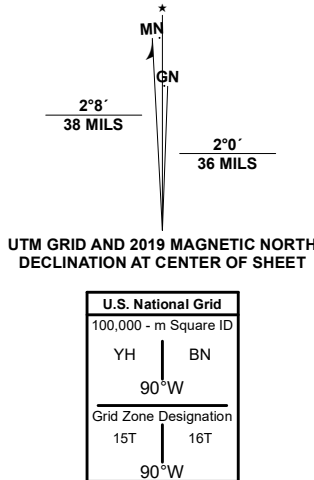 ★
MN
GN
2°8´
38 MILS
2°0´
36 MILS
UTM GRID AND 2019 MAGNETIC NORTH
DECLINATION AT CENTER OF SHEET
U.S. National Grid
100,000 - m Square ID
YH BN
90°W
Grid Zone Designation
15T 16T
90°W